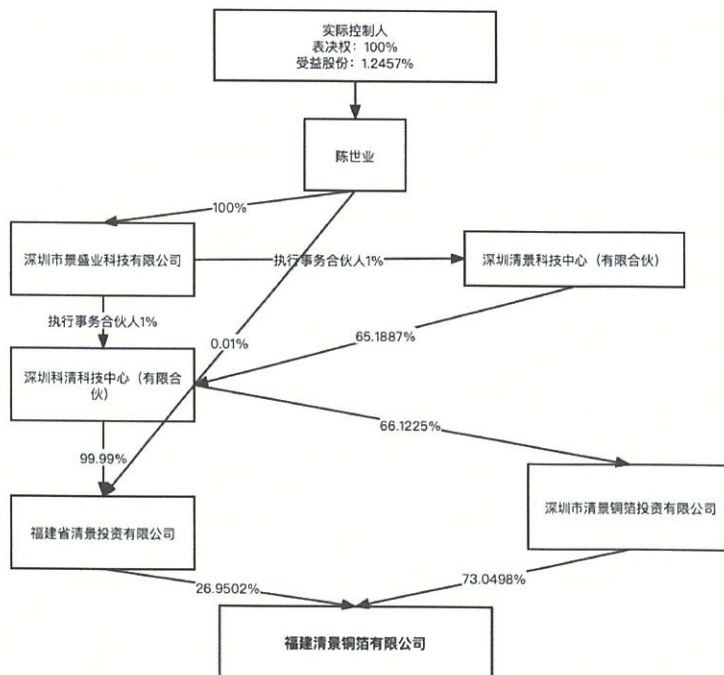 实际控制人
表决权：100%
受益股份：1.2457%
陈世业
100%
深圳市景盛业科技有限公司
执行事务合伙人1%
深圳清景科技中心（有限合伙）
执行事务合伙人1%
0.01%
65.1887%
深圳科清科技中心（有限合
伙）
66.1225%
99.99%
福建省清景投资有限公司
深圳市清景铜箔投资有限公司
26.9502%
73.0498%
福建清景铜箔有限公司